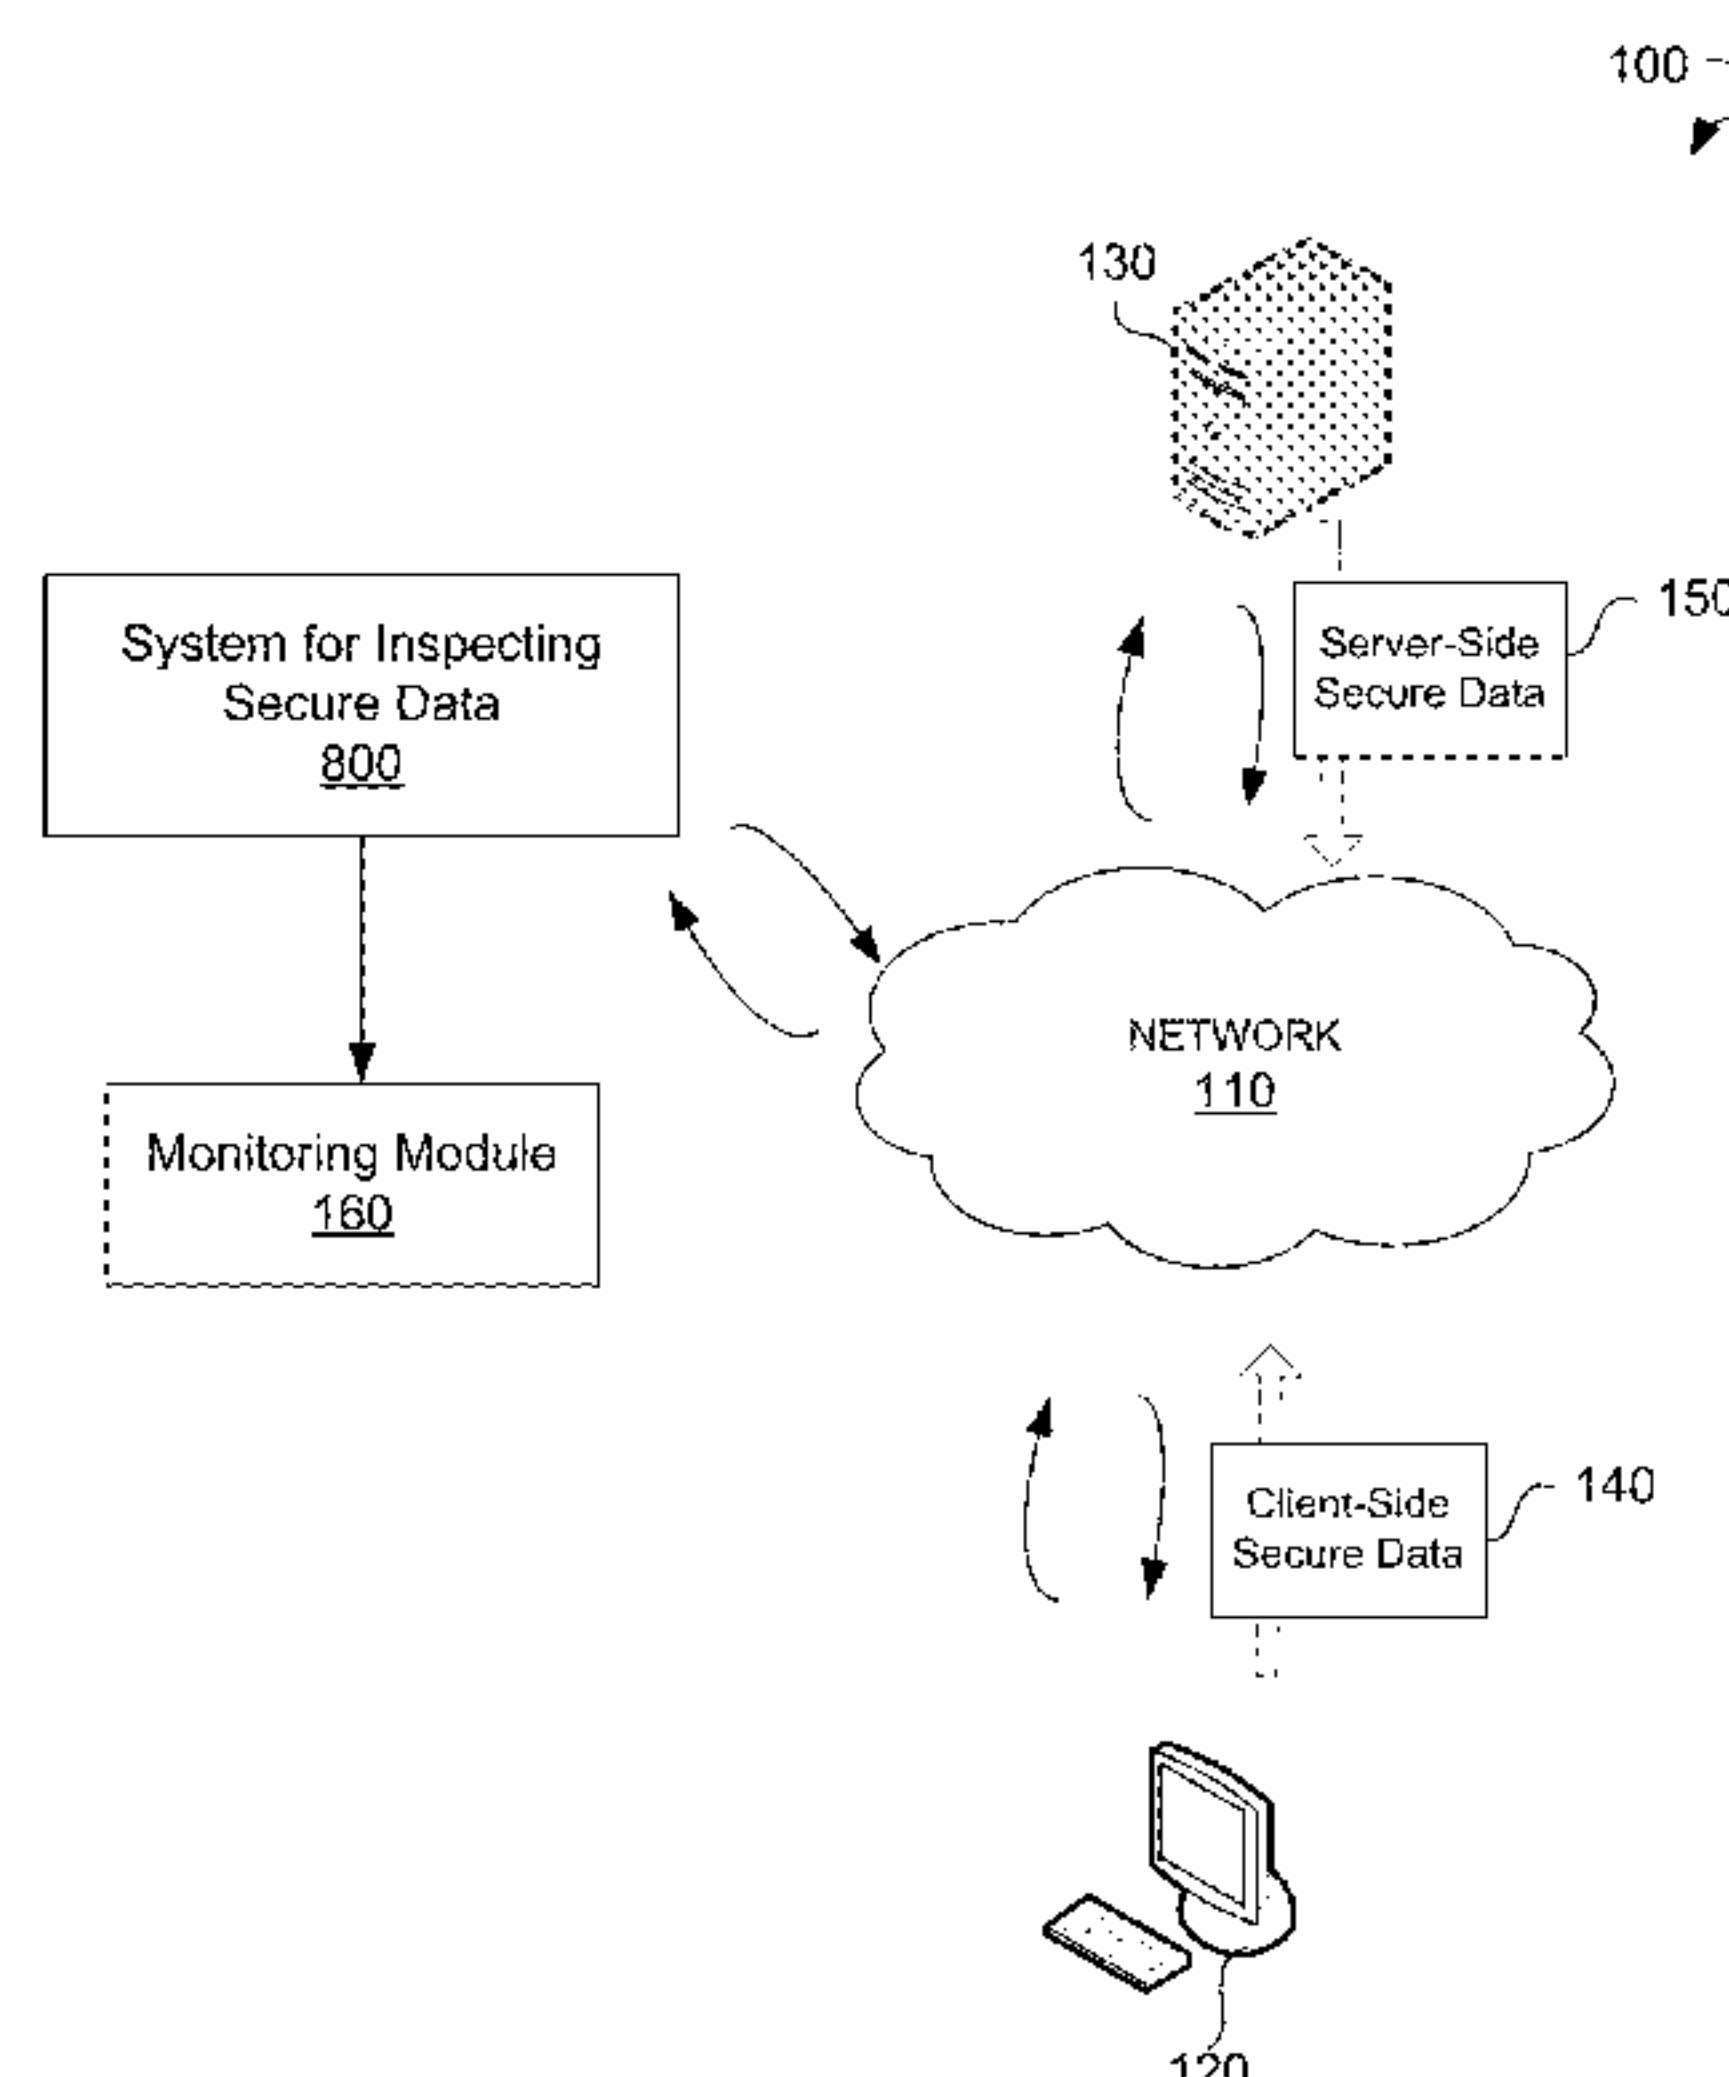 100
130
150
System for Inspecting
Secure Data
800
Server-Side
Secure Data
NETWORK
110
Monitoring Module
160
140
Client-Side
Secure Data
120